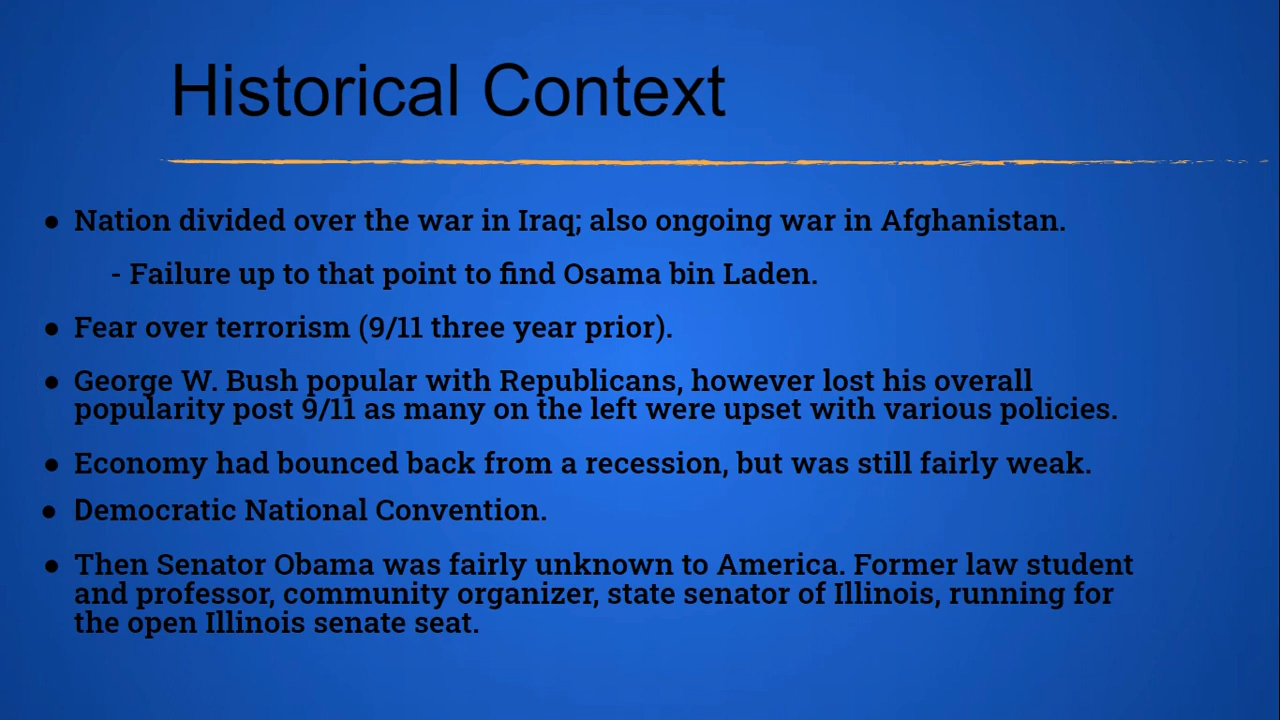 Historical Context
● Nation divided over the war in Iraq; also ongoing war in Afghanistan.
- Failure up to that point to find Osama bin Laden.
● Fear over terrorism (9/11 three year prior).
● George W. Bush popular with Republicans, however lost his overall
popularity post 9/11 as many on the left were upset with various policies.
● Economy had bounced back from a recession, but was still fairly weak.
● Democratic National Convention.
● Then Senator Obama was fairly unknown to America. Former law student
and professor, community organizer, state senator of Illinois, running for
the open Illinois senate seat.